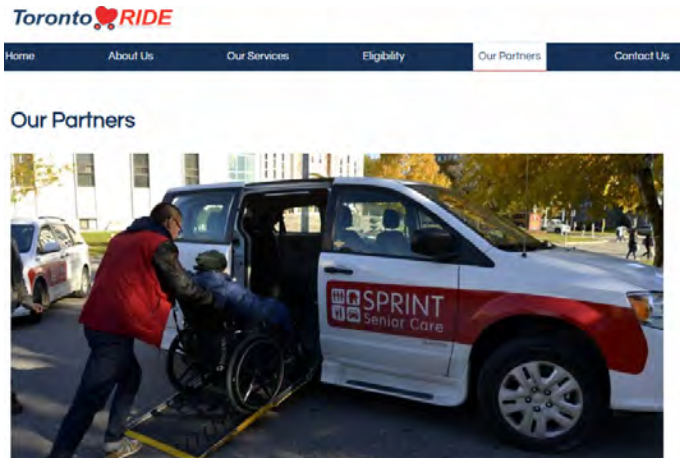 Toronto RIDE
Home About Us Our Services Eligibility Our Partners Contact Us
Our Partners
SPRINT
Senior Care